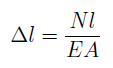 Δl = Nl / EA